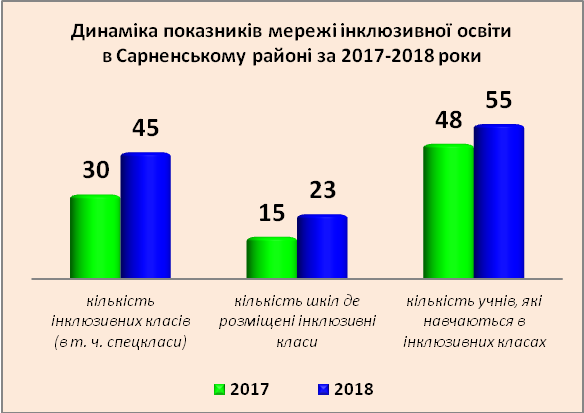 Динаміка показників мережі інклюзивної освіти
в Сарненському районі за 2017-2018 роки
30
45
15
23
48
55
кількість
інклюзивних класів
(в т. ч. спецкласи)
кількість шкіл де
розміщені інклюзивні
класи
кількість учнів, які
навчаються в
інклюзивних класах
2017
2018